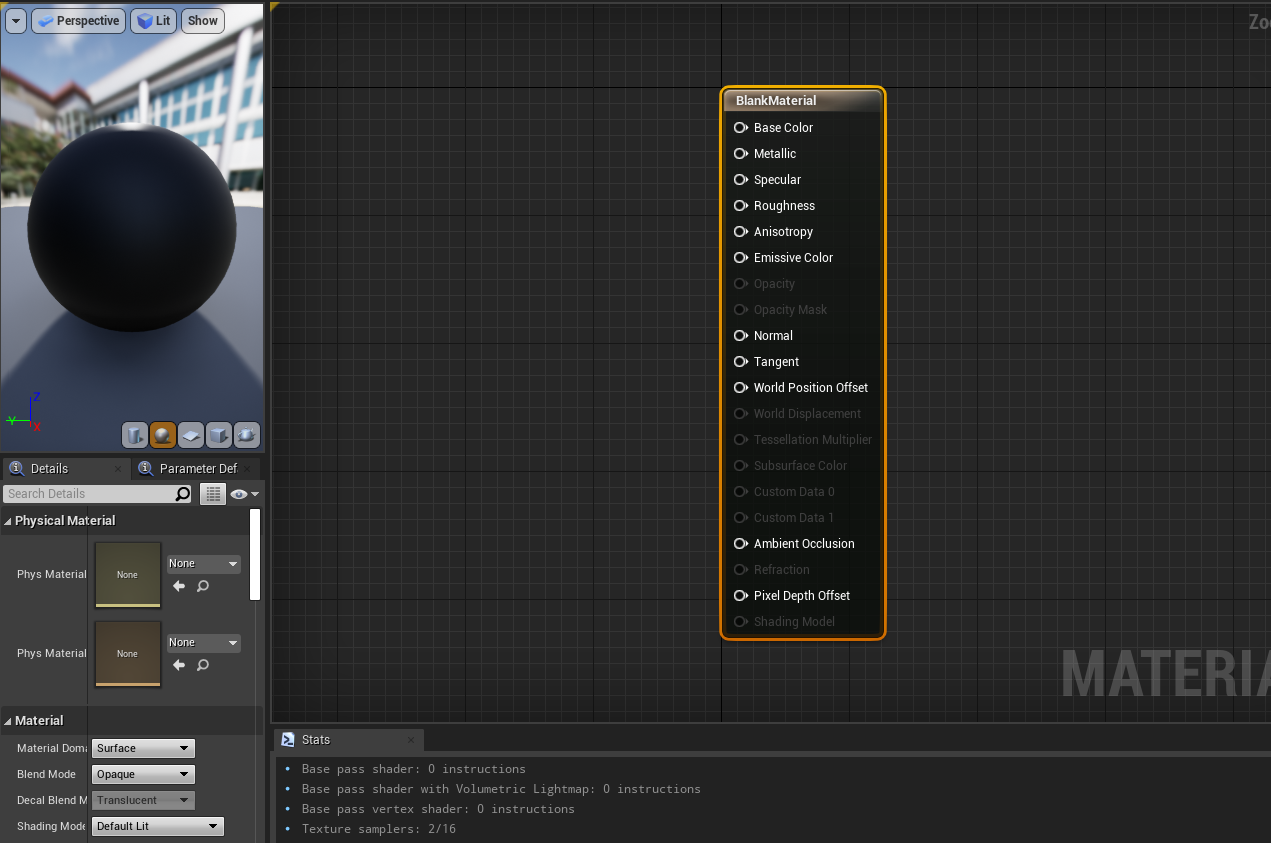 Perspective Lit Show
Zoo
BlankMaterial
Base Color
Metallic
Specular
Roughness
Anisotropy
Emissive Color
Opacity
Opacity Mask
Normal
Tangent
World Position Offset
World Displacement
Tessellation Multiplier
Subsurface Color
Custom Data 0
Custom Data 1
Ambient Occlusion
Refraction
Pixel Depth Offset
Shading Model
MATERIA
Z
Y
X
Details Parameter Def
Search Details
Physical Material
Phys Material None None
Phys Material None None
Material
Material Doma Surface
Blend Mode Opaque
Decal Blend M Translucent
Shading Mode Default Lit
Stats
Base pass shader: 0 instructions
Base pass shader with Volumetric Lightmap: 0 instructions
Base pass vertex shader: 0 instructions
Texture samplers: 2/16